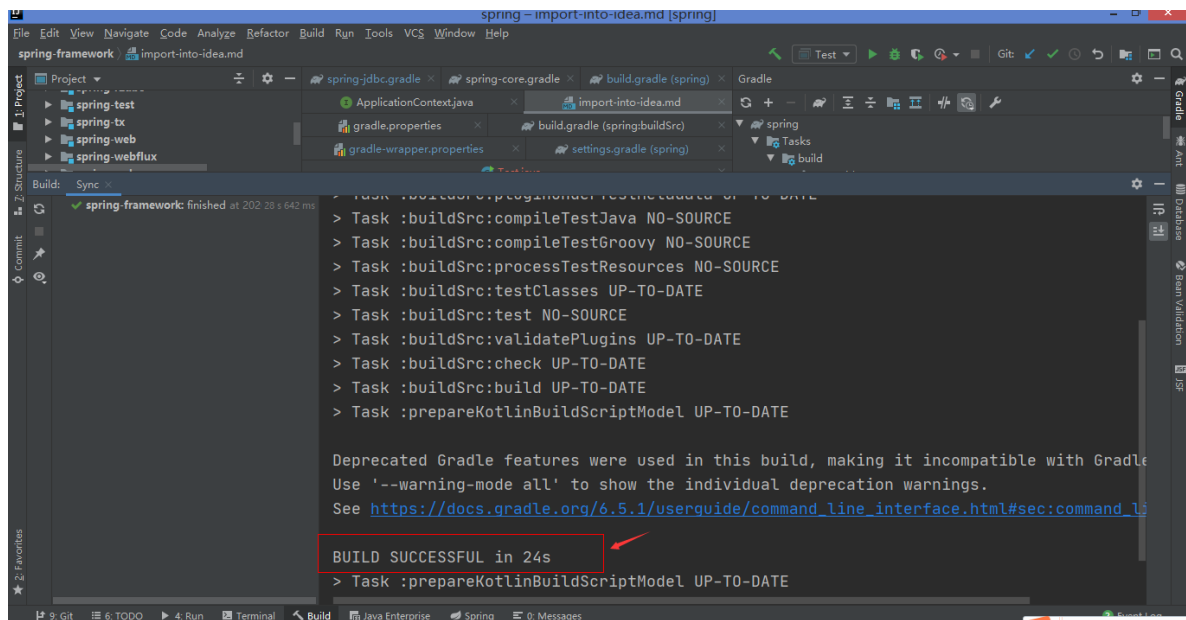 spring – import-into-idea.md [spring]
File Edit View Navigate Code Analyze Refactor Build Run Tools VCS Window Help
spring-framework import-into-idea.md Test Git:
1: Project
Project
spring-jdbc.gradle spring-core.gradle build.gradle (spring) Gradle
spring-test
ApplicationContext.java import-into-idea.md
spring-tx
gradle.properties build.gradle (spring:buildSrc) spring
spring-web
Tasks
spring-webflux
gradle-wrapper.properties settings.gradle (spring) build
Gradle
Ant
Database
Bean Validation
JSF
JSF
Z: Structure
Commit
2: Favorites
Build: Sync
spring-framework: finished at 202 28 s 642 ms
> Task :buildSrc:compileTestJava NO-SOURCE
> Task :buildSrc:compileTestGroovy NO-SOURCE
> Task :buildSrc:processTestResources NO-SOURCE
> Task :buildSrc:testClasses UP-TO-DATE
> Task :buildSrc:test NO-SOURCE
> Task :buildSrc:validatePlugins UP-TO-DATE
> Task :buildSrc:check UP-TO-DATE
> Task :buildSrc:build UP-TO-DATE
> Task :prepareKotlinBuildScriptModel UP-TO-DATE
Deprecated Gradle features were used in this build, making it incompatible with Gradle
Use '--warning-mode all' to show the individual deprecation warnings.
See https://docs.gradle.org/6.5.1/userguide/command_line_interface.html#sec:command_li
BUILD SUCCESSFUL in 24s
> Task :prepareKotlinBuildScriptModel UP-TO-DATE
9: Git 6: TODO 4: Run Terminal Build Java Enterprise Spring 0: Messages 2 Event Log